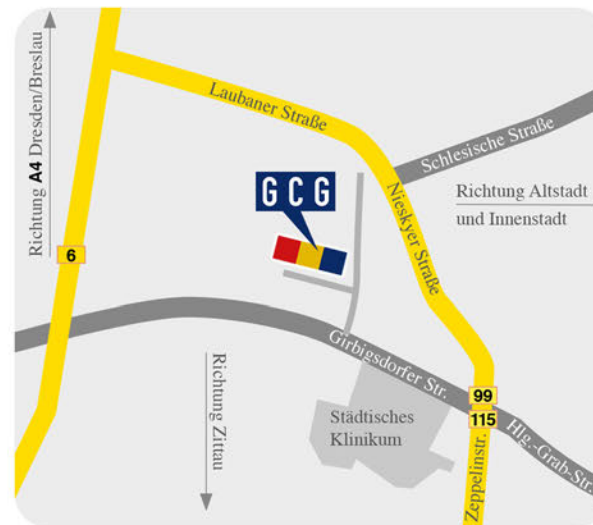 Richtung A4 Dresden/Breslau
Laubaner Straße
Schlesische Straße
GCG
Nieskyer Straße
Richtung Altstadt
und Innenstadt
6
Girbigsdorfer Str.
Richtung Zittau
Städtisches
Klinikum
99
115
Hlg.-Grab-Str.
Zeppelinstr.